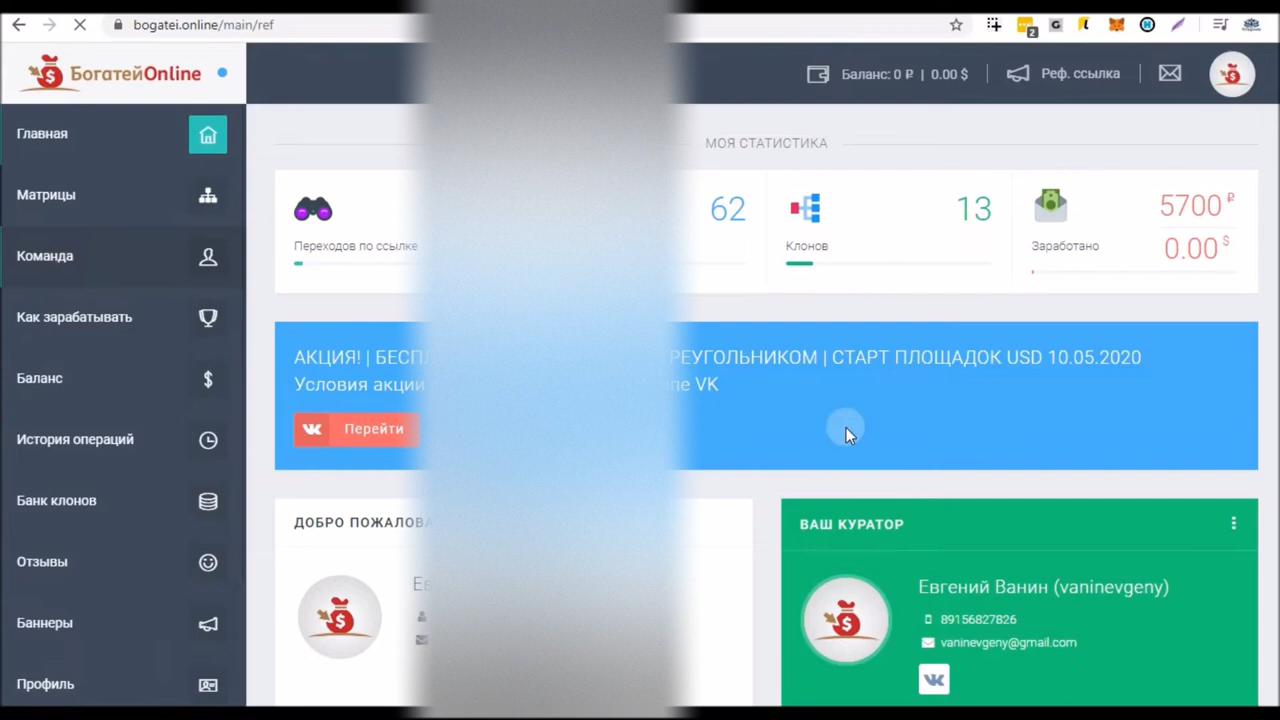 bogatei.online/main/ref
2
БогатейOnline
Баланс: 0 ₽ | 0.00 $
Реф. ссылка
Главная
Матрицы
Команда
Как зарабатывать
Баланс
История операций
Банк клонов
Отзывы
Баннеры
Профиль
МОЯ СТАТИСТИКА
Переходов по ссылке
62
13
Клонов
5700 ₽
0.00 $
Заработано
АКЦИЯ! | РЕУГОЛЬНИКОМ | СТАРТ ПЛОЩАДОК USD 10.05.2020
Условия акции VK
Перейти
ДОБРО
ВАШ КУРАТОР
Евгений Ванин (vaninevgeny)
89156827826
vaninevgeny@gmail.com